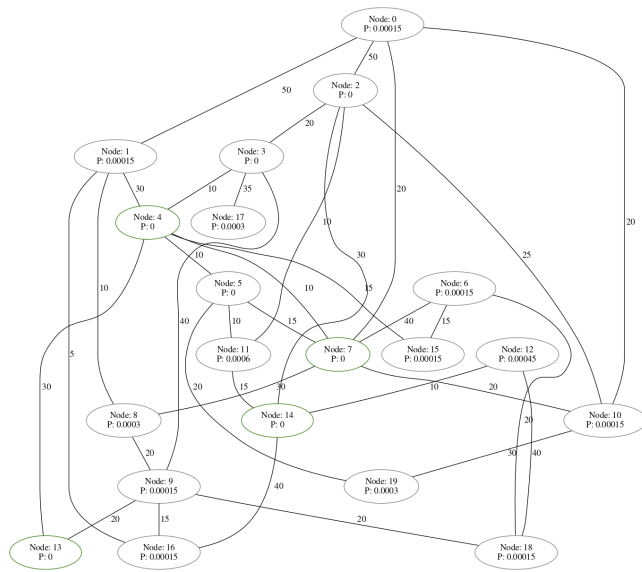 Node: 0
P: 0.00015
50
Node: 2
P: 0
50
20
Node: 1
P: 0.00015
Node: 3
P: 0
30
10
35
20
Node: 4
P: 0
Node: 17
P: 0.0003
10
20
10
30
25
Node: 5
P: 0
10
10
15
Node: 6
P: 0.00015
40
10
15
40
15
5
Node: 11
P: 0.0006
Node: 7
P: 0
Node: 15
P: 0.00015
Node: 12
P: 0.00045
30
20
15
30
20
10
Node: 8
P: 0.0003
Node: 14
P: 0
20
Node: 10
P: 0.00015
20
30
40
Node: 9
P: 0.00015
40
Node: 19
P: 0.0003
20
15
20
Node: 13
P: 0
Node: 16
P: 0.00015
Node: 18
P: 0.00015